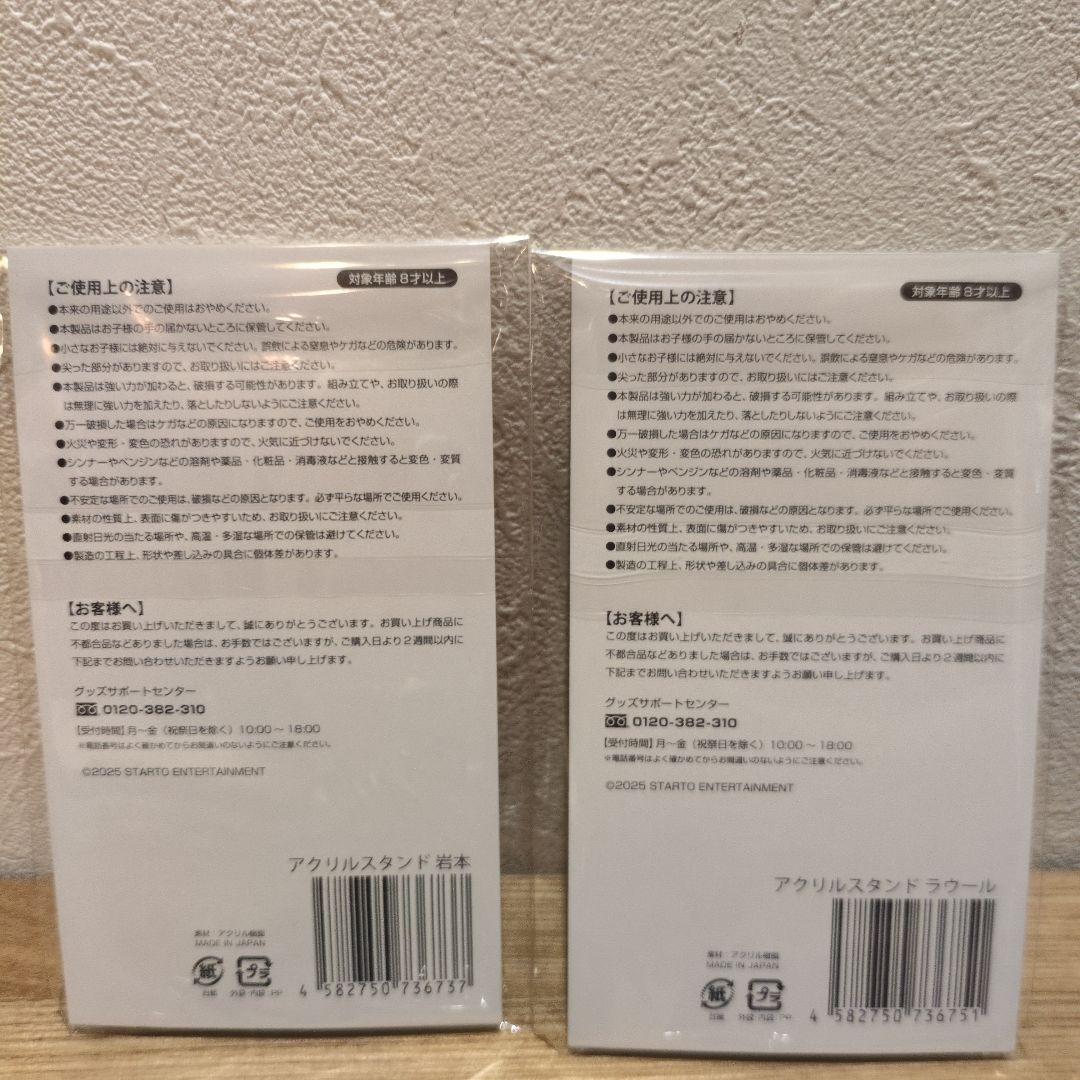 【ご使用上の注意】
対象年齢 8才以上
●本来の用途以外でのご使用はおやめください。
●本製品はお子様の手の届かないところに保管してください。
●小さなお子様には絶対に与えないでください。誤飲による窒息やケガなどの危険があります。
●尖った部分がありますので、お取り扱いにはご注意ください。
●本製品は強い力が加わると、破損する可能性があります。組み立てや、お取り扱いの際
は無理に強い力を加えたり、落としたりしないようにご注意ください。
●万一破損した場合はケガなどの原因になりますので、ご使用をおやめください。
●火災や変形・変色の恐れがありますので、火気に近づけないでください。
●シンナーやベンジンなどの溶剤や薬品・化粧品・消毒液などと接触すると変色・変質
する場合があります。
●不安定な場所でのご使用は、破損などの原因となります。必ず平らな場所でご使用ください。
●素材の性質上、表面に傷がつきやすいため、お取り扱いにご注意ください。
●直射日光の当たる場所や、高温・多湿な場所での保管は避けてください。
●製造の工程上、形状や差し込みの具合に個体差があります。
【お客様へ】
この度はお買い上げいただきまして、誠にありがとうございます。お買い上げ商品に
不都合品などありました場合は、お手数ではございますが、ご購入日より2週間以内に
下記までお問い合わせいただきますようお願い申し上げます。
グッズサポートセンター
0120-382-310
【受付時間】月〜金（祝祭日を除く）10:00〜18:00
※電話番号はよく確かめてからお間違いのないようにご注意ください。
©2025 STARTO ENTERTAINMENT
アクリルスタンド 岩本
素材：アクリル樹脂
MADE IN JAPAN
紙 プラ
台紙 外袋・内袋：PP
4 582750 736737
【ご使用上の注意】
対象年齢 8才以上
●本来の用途以外でのご使用はおやめください。
●本製品はお子様の手の届かないところに保管してください。
●小さなお子様には絶対に与えないでください。誤飲による窒息やケガなどの危険があります。
●尖った部分がありますので、お取り扱いにはご注意ください。
●本製品は強い力が加わると、破損する可能性があります。組み立てや、お取り扱いの際
は無理に強い力を加えたり、落としたりしないようにご注意ください。
●万一破損した場合はケガなどの原因になりますので、ご使用をおやめください。
●火災や変形・変色の恐れがありますので、火気に近づけないでください。
●シンナーやベンジンなどの溶剤や薬品・化粧品・消毒液などと接触すると変色・変質
する場合があります。
●不安定な場所でのご使用は、破損などの原因となります。必ず平らな場所でご使用ください。
●素材の性質上、表面に傷がつきやすいため、お取り扱いにご注意ください。
●直射日光の当たる場所や、高温・多湿な場所での保管は避けてください。
●製造の工程上、形状や差し込みの具合に個体差があります。
【お客様へ】
この度はお買い上げいただきまして、誠にありがとうございます。お買い上げ商品に
不都合品などありました場合は、お手数ではございますが、ご購入日より2週間以内に
下記までお問い合わせいただきますようお願い申し上げます。
グッズサポートセンター
0120-382-310
【受付時間】月〜金（祝祭日を除く）10:00〜18:00
※電話番号はよく確かめてからお間違いのないようにご注意ください。
©2025 STARTO ENTERTAINMENT
アクリルスタンド ラウール
素材：アクリル樹脂
MADE IN JAPAN
紙 プラ
台紙 外袋・内袋：PP
4 582750 736751